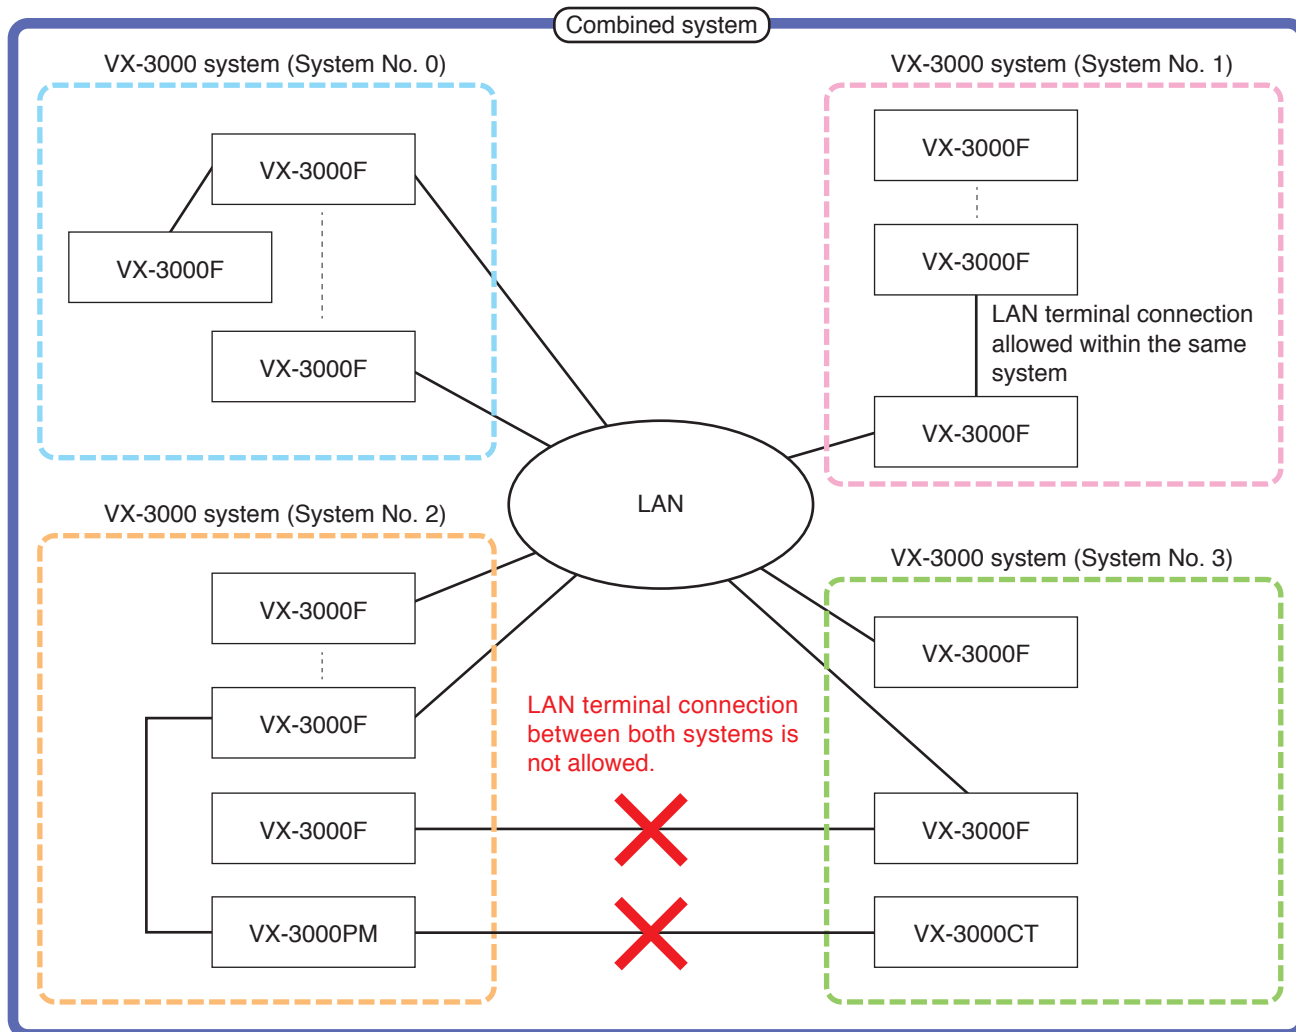 Combined system
VX-3000 system (System No. 0)
VX-3000F
VX-3000F
VX-3000F
VX-3000 system (System No. 1)
VX-3000F
VX-3000F
LAN terminal connection
allowed within the same
system
VX-3000F
LAN
VX-3000 system (System No. 2)
VX-3000F
VX-3000F
VX-3000F
VX-3000PM
LAN terminal connection
between both systems is
not allowed.
VX-3000 system (System No. 3)
VX-3000F
VX-3000F
VX-3000CT